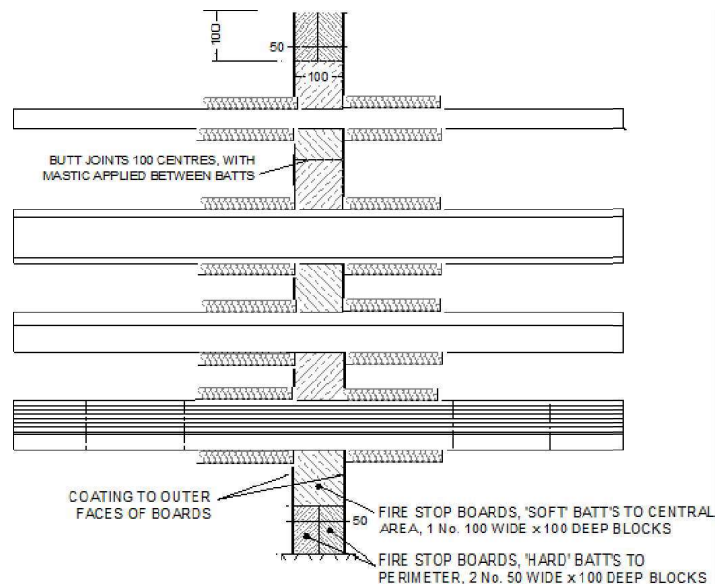 100
50
100
BUTT JOINTS 100 CENTRES, WITH
MASTIC APPLIED BETWEEN BATTS
COATING TO OUTER
FACES OF BOARDS
FIRE STOP BOARDS, 'SOFT' BATT'S TO CENTRAL
AREA, 1 No. 100 WIDE x 100 DEEP BLOCKS
50
FIRE STOP BOARDS, 'HARD' BATT'S TO
PERIMETER, 2 No. 50 WIDE x 100 DEEP BLOCKS